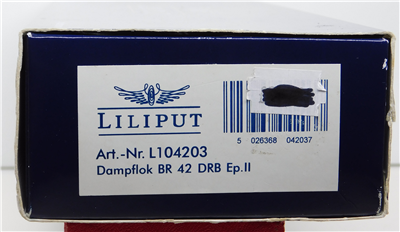 LILIPUT
5 026368 042037
Art.-Nr. L104203
Dampflok BR 42 DRB Ep.II